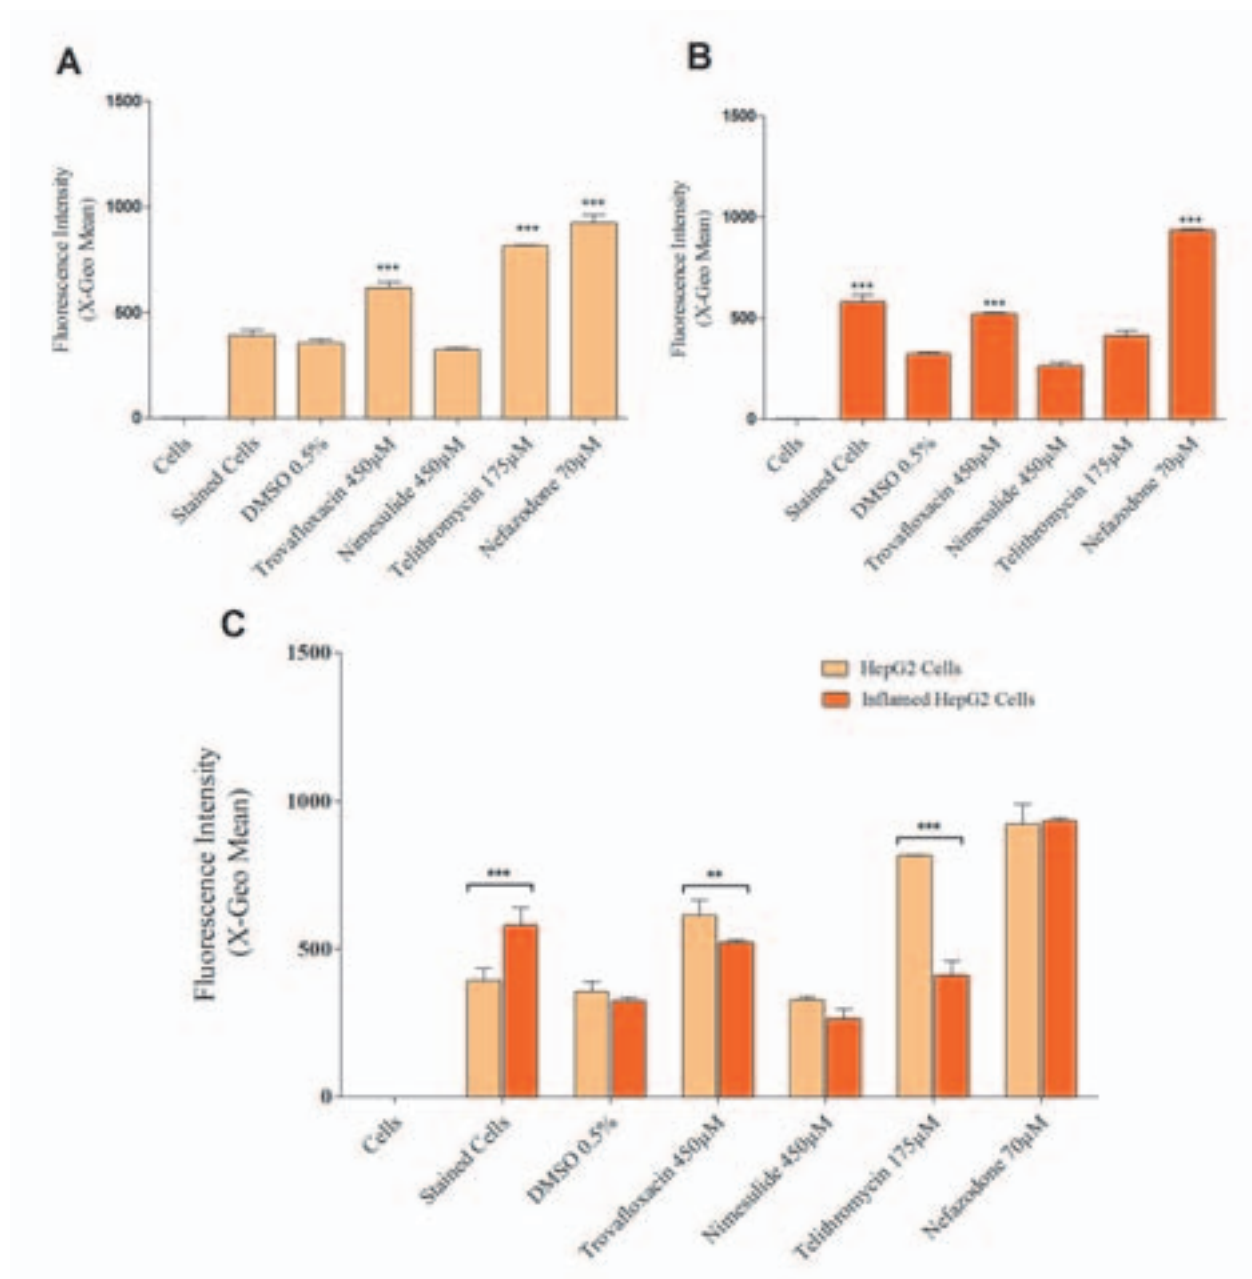 A
1500
1000
500
0
Fluorescence Intensity
(X-Geo Mean)
***
***
***
Cells
Stained Cells
DMSO 0.5%
Trovafloxacin 450μM
Nimesulide 450μM
Telithromycin 175μM
Nefazodone 70μM
B
1500
1000
500
0
Fluorescence Intensity
(X-Geo Mean)
***
***
***
Cells
Stained Cells
DMSO 0.5%
Trovafloxacin 450μM
Nimesulide 450μM
Telithromycin 175μM
Nefazodone 70μM
C
1500
1000
500
0
Fluorescence Intensity
(X-Geo Mean)
HepG2 Cells
Inflamed HepG2 Cells
***
**
***
Cells
Stained Cells
DMSO 0.5%
Trovafloxacin 450μM
Nimesulide 450μM
Telithromycin 175μM
Nefazodone 70μM